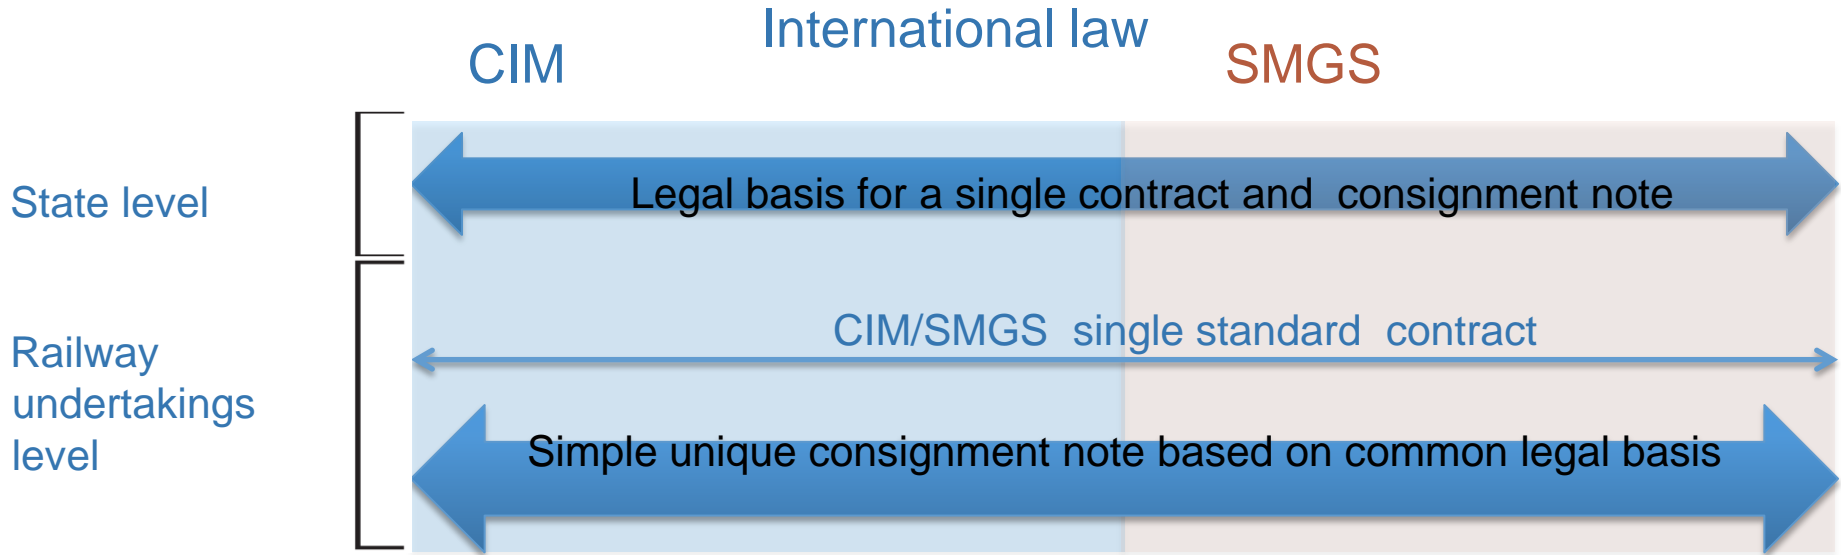 International law
CIM
SMGS
State level
Legal basis for a single contract and consignment note
CIM/SMGS single standard contract
Railway
undertakings
level
Simple unique consignment note based on common legal basis